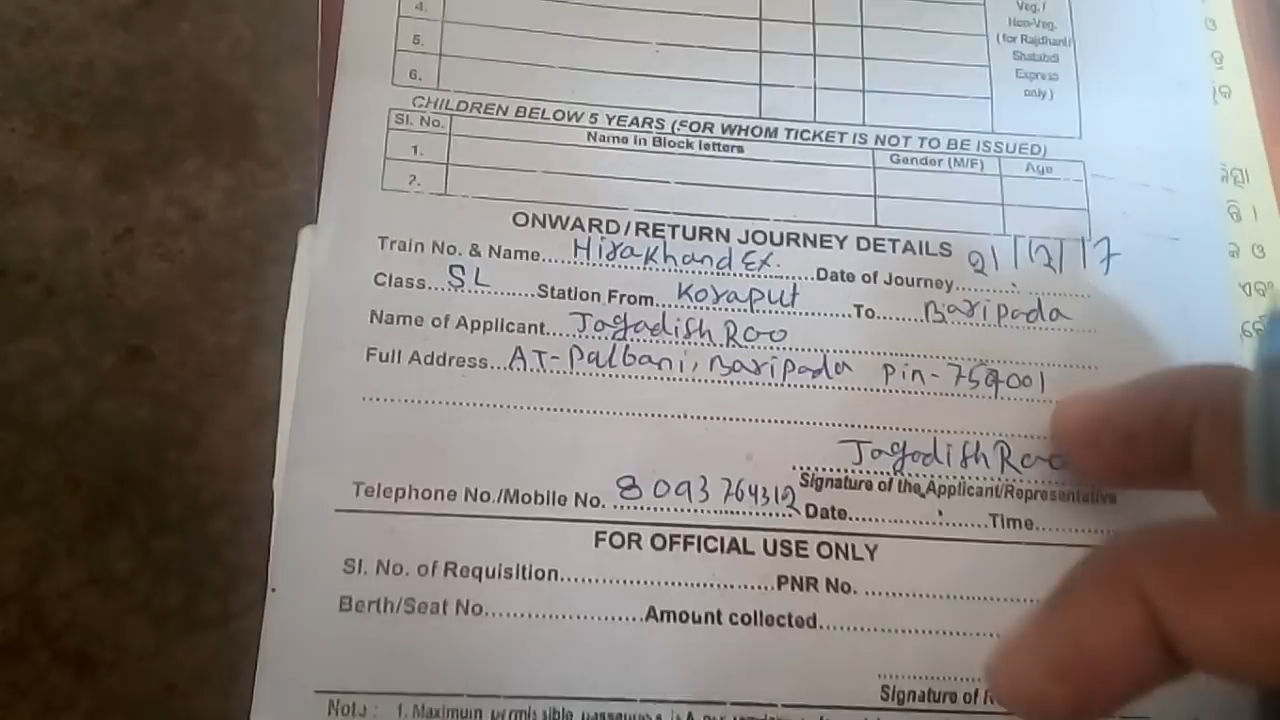 4.
5.
6.
Veg. /
Non-Veg.
(for Rajdhani/
Shatabdi
Express
only)
CHILDREN BELOW 5 YEARS (FOR WHOM TICKET IS NOT TO BE ISSUED)
Sl. No. Name in Block letters Gender (M/F) Age
1.
2.
ONWARD/RETURN JOURNEY DETAILS
Train No. & Name....Hirakhand Ex.......Date of Journey.......21/12/17
Class...SL......Station From...Koraput......To......Baripada
Name of Applicant...Jagadish Rao
Full Address...AT-Palbani, Baripada Pin-757001
Jagadish Rao
Signature of the Applicant/Representative
Telephone No./Mobile No. 8093764312 Date...............Time..........
FOR OFFICIAL USE ONLY
Sl. No. of Requisition.......................PNR No. ....................
Berth/Seat No.................Amount collected....................
Signature of
Note : 1. Maximum permissible passengers is